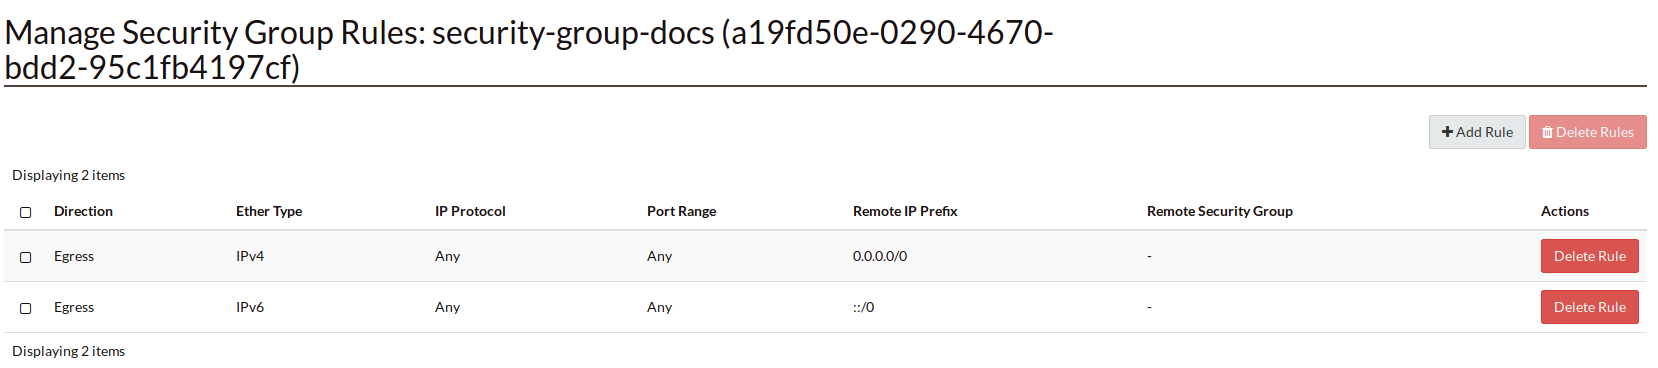 Manage Security Group Rules: security-group-docs (a19fd50e-0290-4670-
bdd2-95c1fb4197cf)
Add Rule Delete Rules
Displaying 2 items
Direction Ether Type IP Protocol Port Range Remote IP Prefix Remote Security Group Actions
Egress IPv4 Any Any 0.0.0.0/0 - Delete Rule
Egress IPv6 Any Any ::/0 - Delete Rule
Displaying 2 items